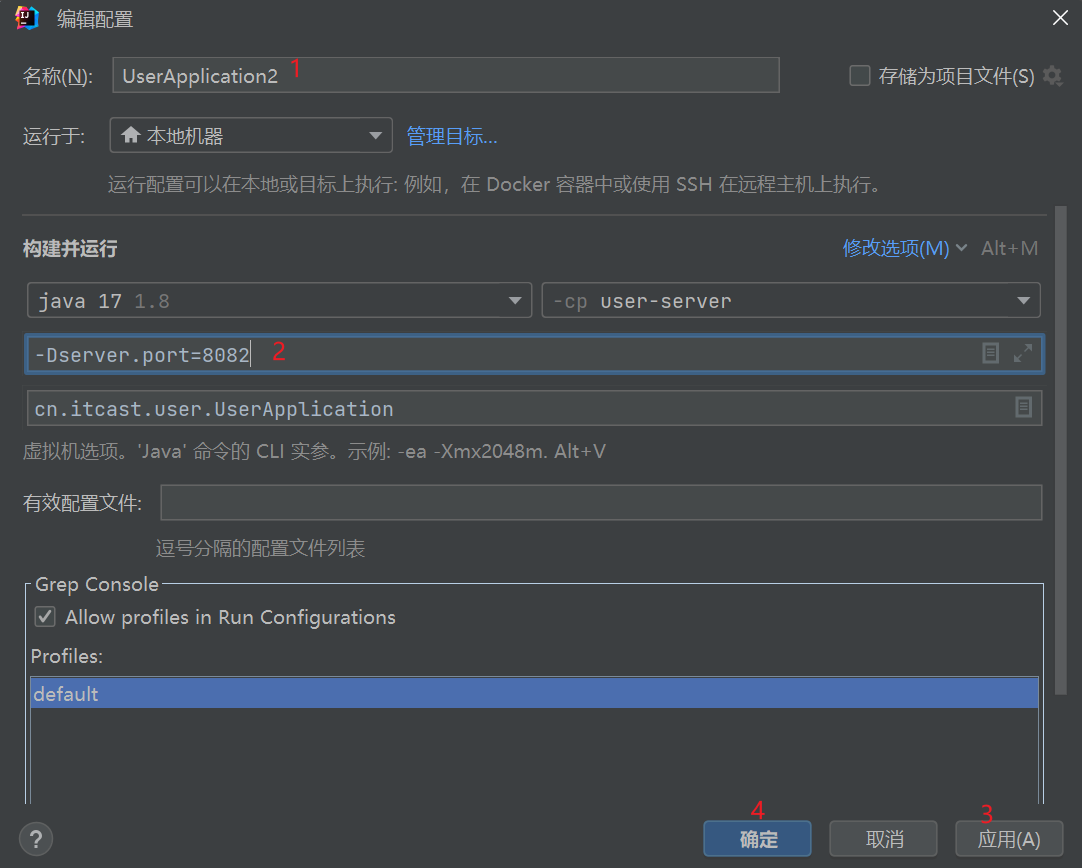 编辑配置
名称(N): UserApplication2 1 存储为项目文件(S)
运行于: 本地机器 管理目标...
运行配置可以在本地或目标上执行: 例如，在 Docker 容器中或使用 SSH 在远程主机上执行。
构建并运行 修改选项(M) Alt+M
java 17 1.8 -cp user-server
-Dserver.port=8082 2
cn.itcast.user.UserApplication
虚拟机选项。'Java' 命令的 CLI 实参。示例: -ea -Xmx2048m. Alt+V
有效配置文件:
逗号分隔的配置文件列表
Grep Console
Allow profiles in Run Configurations
Profiles:
default
4 3
? 确定 取消 应用(A)